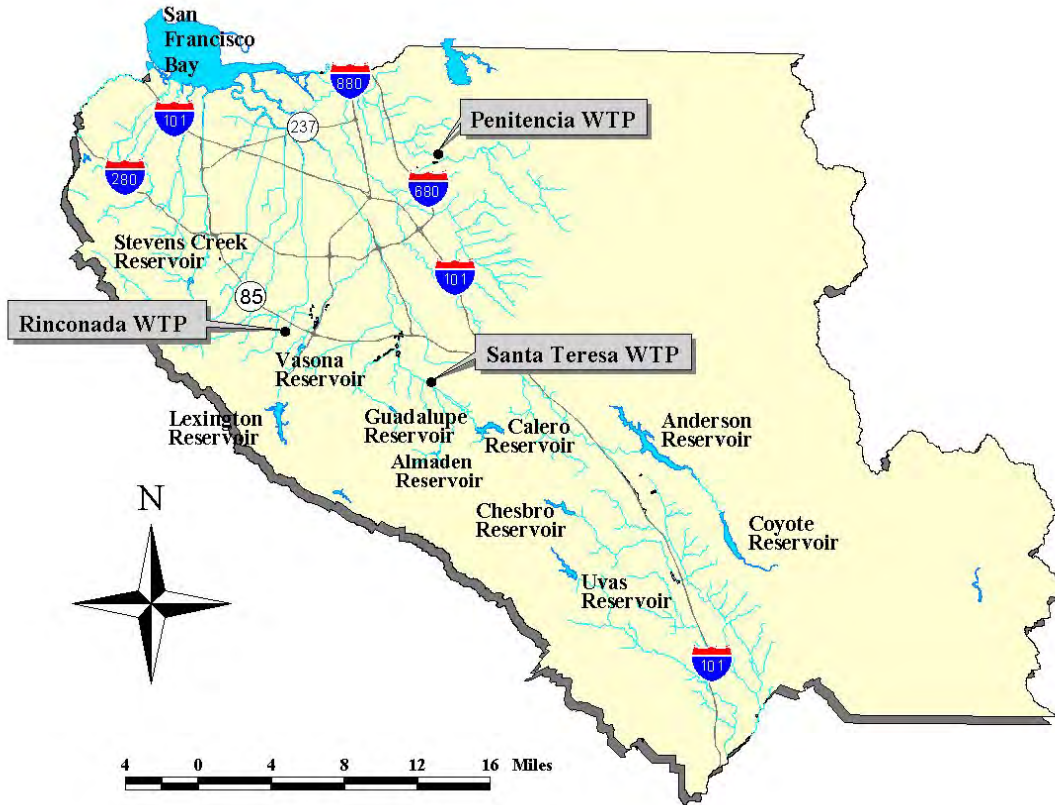 San
Francisco
Bay
880
101
237
Penitencia WTP
280
680
Stevens Creek
Reservoir
101
85
Rinconada WTP
Vasona
Reservoir
Santa Teresa WTP
Lexington
Reservoir
Guadalupe
Reservoir
Calero
Reservoir
Anderson
Reservoir
Almaden
Reservoir
N
Chesbro
Reservoir
Coyote
Reservoir
Uvas
Reservoir
101
4 0 4 8 12 16 Miles